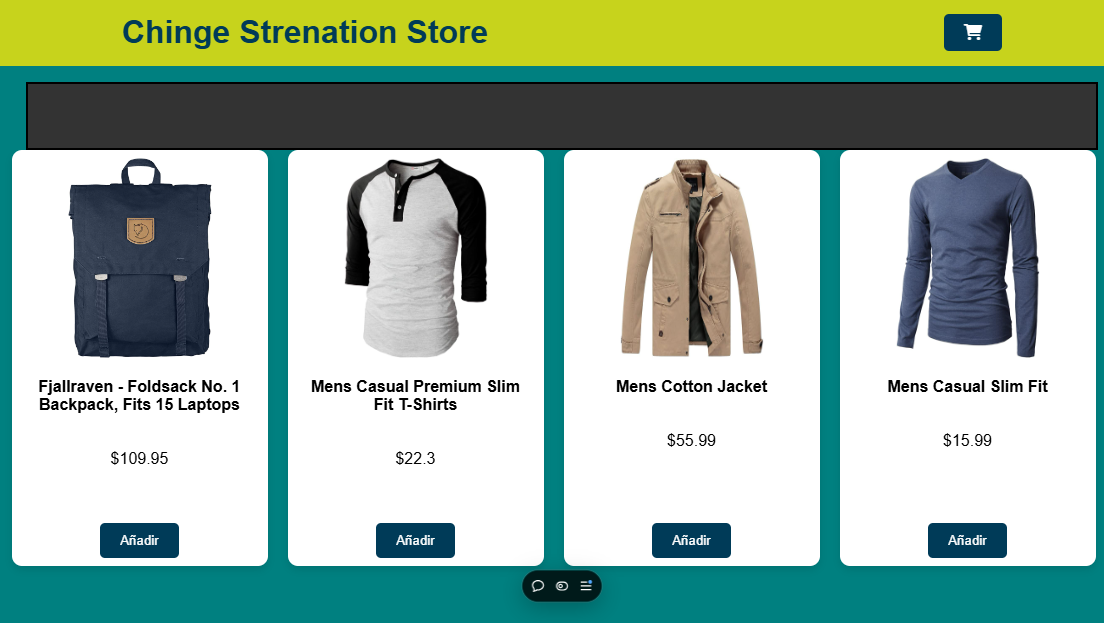 Chinge Strenation Store
Fjallraven - Foldsack No. 1
Backpack, Fits 15 Laptops
$109.95
Añadir
Mens Casual Premium Slim
Fit T-Shirts
$22.3
Añadir
Mens Cotton Jacket
$55.99
Añadir
Mens Casual Slim Fit
$15.99
Añadir